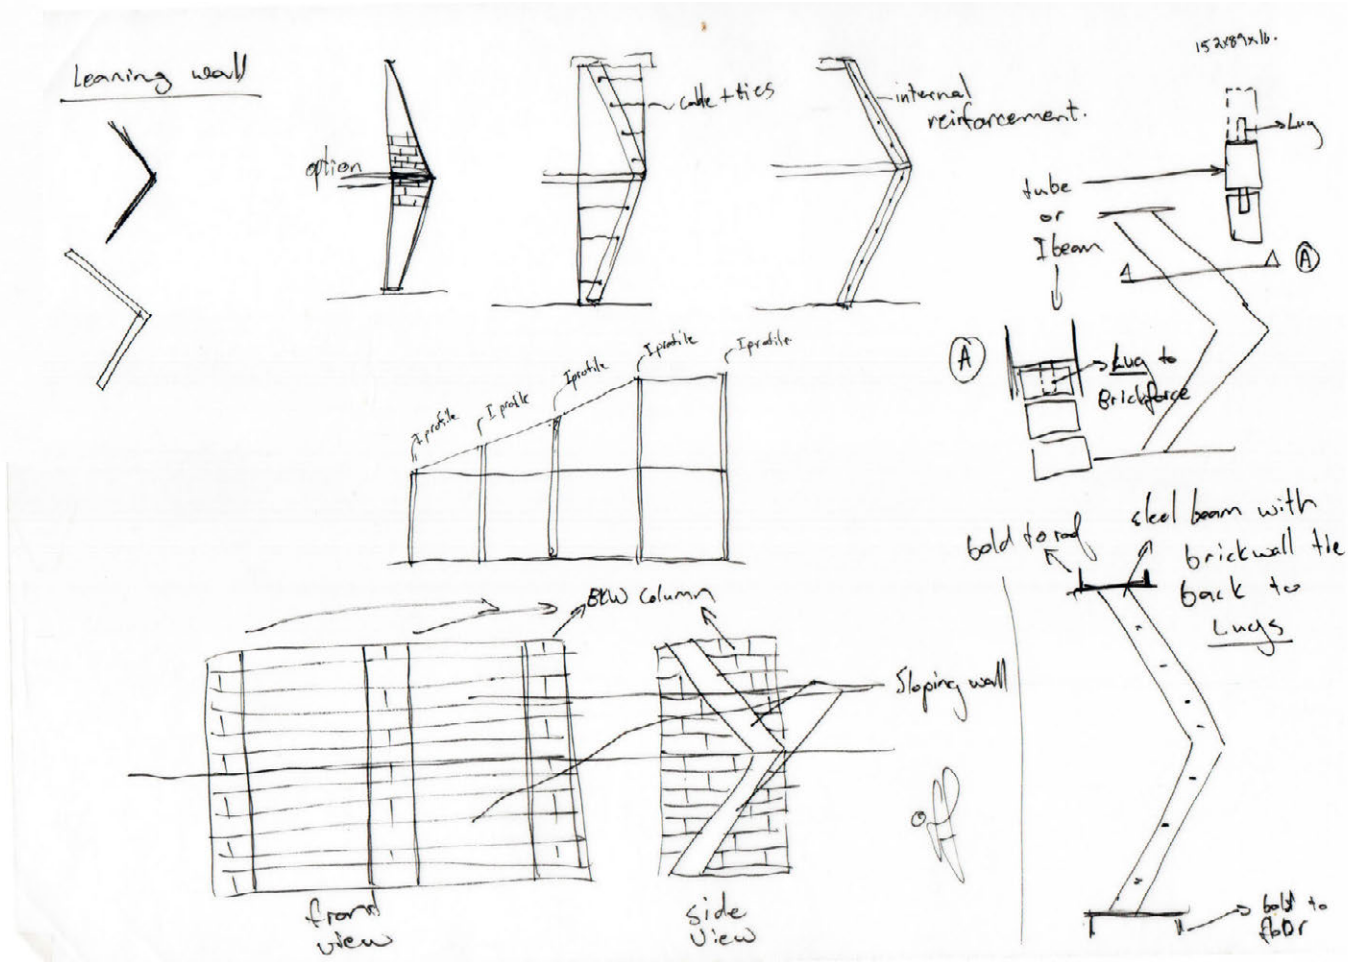 Leaning wall
option
cable + ties
internal
reinforcement.
152x89x16.
Lug
tube
or
I beam
A
A
Lug to
Brickforce
I profile
I profile
I profile
I profile
I profile
bold to roof
steel beam with
brickwall tie
back to
Lugs
BKW Column
Sloping wall
front
view
side
view
bold to
floor